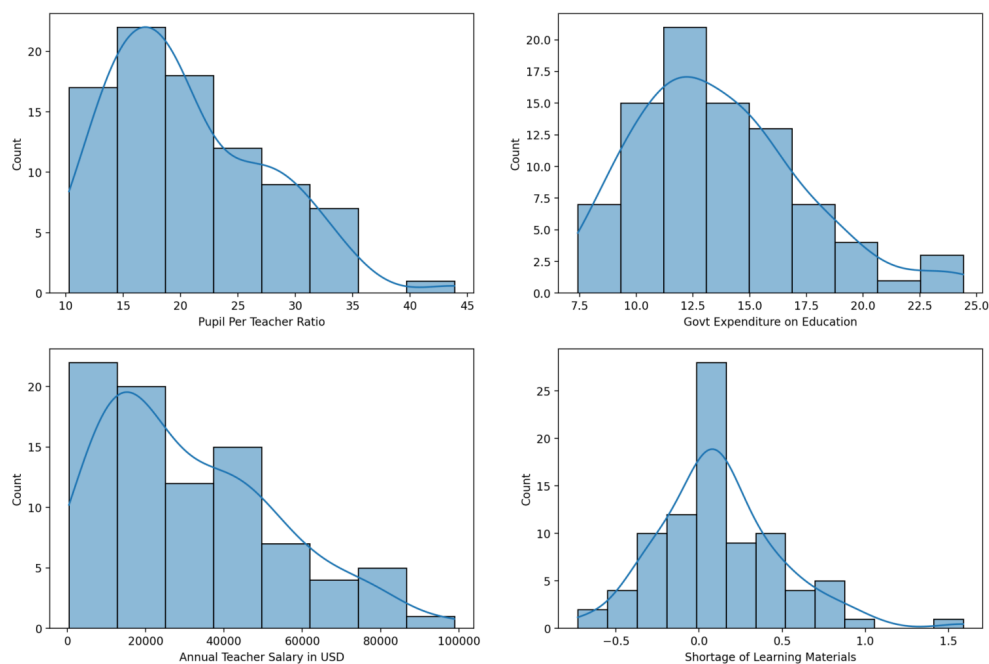 20
15
10
5
0
Count
10 15 20 25 30 35 40 45
Pupil Per Teacher Ratio
20.0
17.5
15.0
12.5
10.0
7.5
5.0
2.5
0.0
Count
7.5 10.0 12.5 15.0 17.5 20.0 22.5 25.0
Govt Expenditure on Education
20
15
10
5
0
Count
0 20000 40000 60000 80000 100000
Annual Teacher Salary in USD
25
20
15
10
5
0
Count
−0.5 0.0 0.5 1.0 1.5
Shortage of Learning Materials